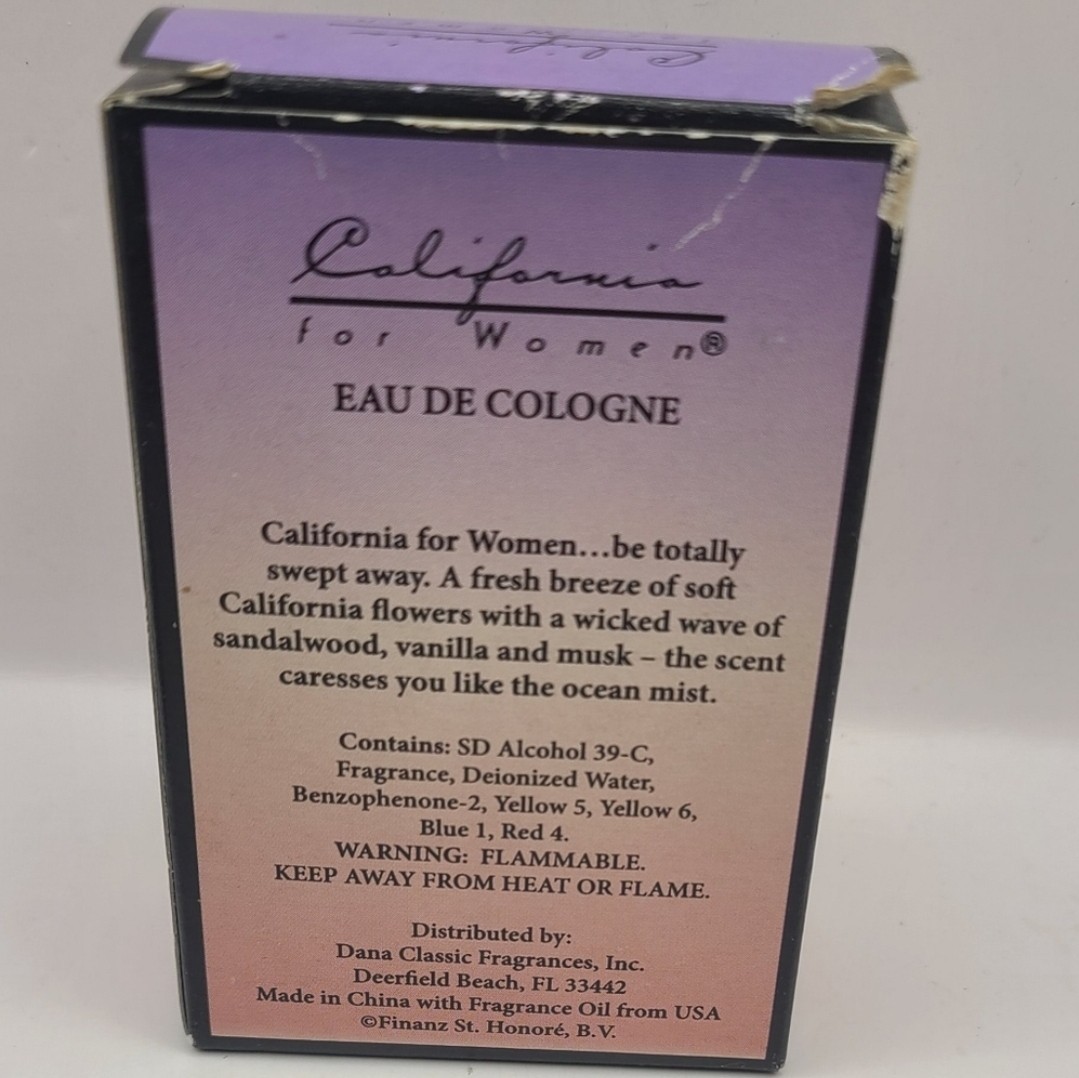 California
for Women
California
for Women®
EAU DE COLOGNE
California for Women...be totally
swept away. A fresh breeze of soft
California flowers with a wicked wave of
sandalwood, vanilla and musk – the scent
caresses you like the ocean mist.
Contains: SD Alcohol 39-C,
Fragrance, Deionized Water,
Benzophenone-2, Yellow 5, Yellow 6,
Blue 1, Red 4.
WARNING: FLAMMABLE.
KEEP AWAY FROM HEAT OR FLAME.
Distributed by:
Dana Classic Fragrances, Inc.
Deerfield Beach, FL 33442
Made in China with Fragrance Oil from USA
©Finanz St. Honoré, B.V.